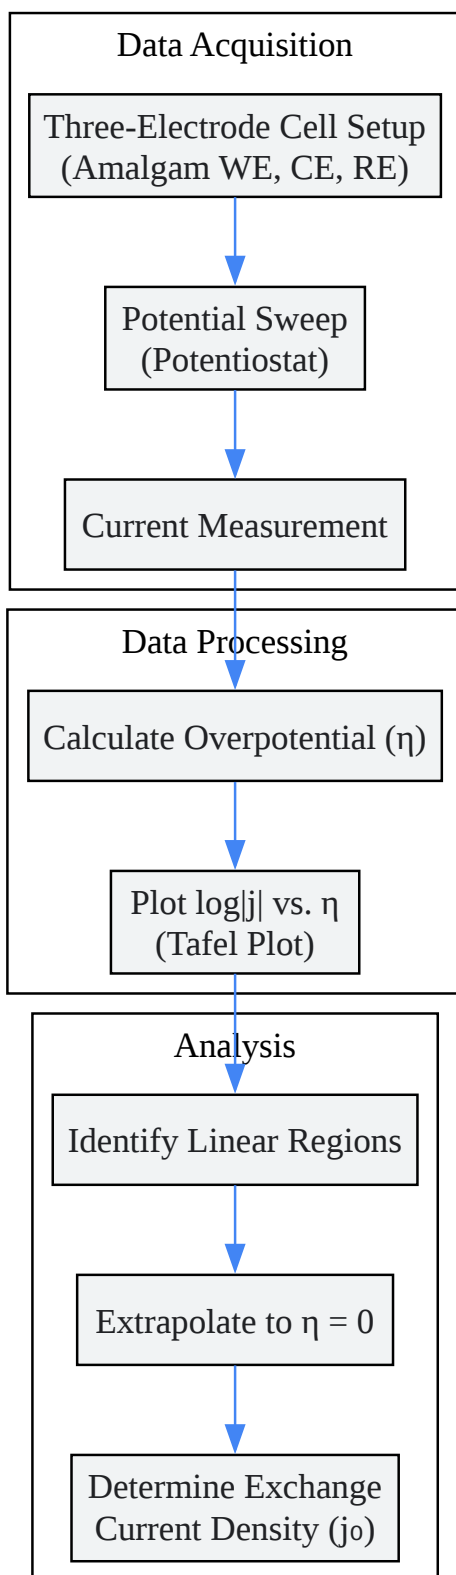 Data Acquisition
Three-Electrode Cell Setup
(Amalgam WE, CE, RE)
Potential Sweep
(Potentiostat)
Current Measurement
Data Processing
Calculate Overpotential (η)
Plot log|j| vs. η
(Tafel Plot)
Analysis
Identify Linear Regions
Extrapolate to η = 0
Determine Exchange
Current Density (j₀)